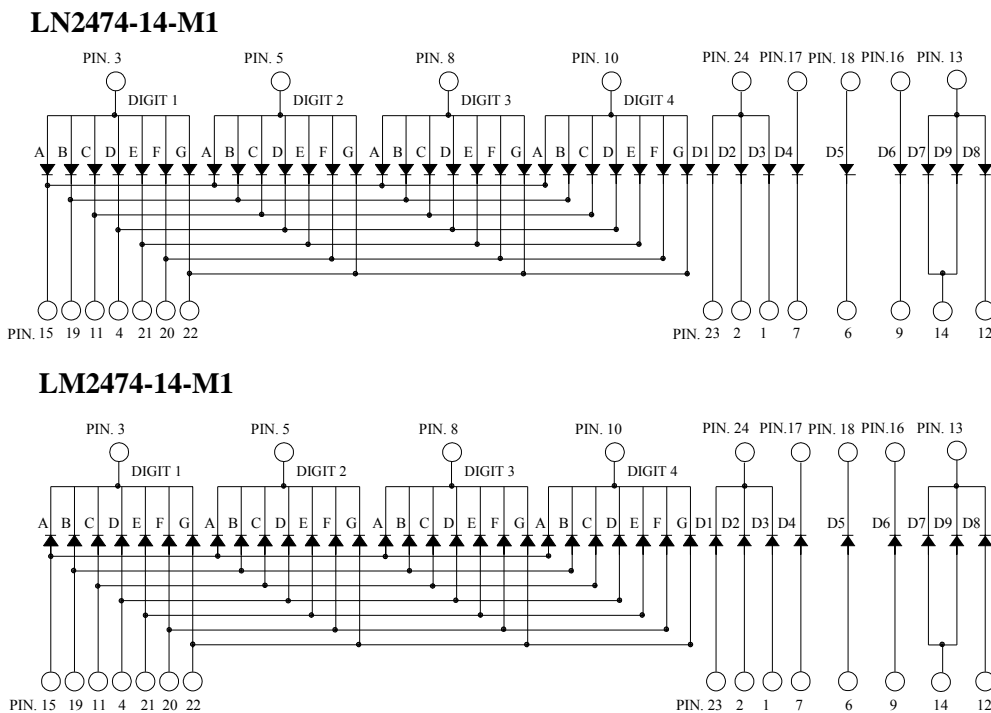 LN2474-14-M1
PIN. 3 PIN. 5 PIN. 8 PIN. 10 PIN. 24 PIN.17 PIN. 18 PIN.16 PIN. 13
DIGIT 1 DIGIT 2 DIGIT 3 DIGIT 4
A B C D E F G A B C D E F G A B C D E F G A B C D E F G D1 D2 D3 D4 D5 D6 D7 D9 D8
PIN. 15 19 11 4 21 20 22 PIN. 23 2 1 7 6 9 14 12
LM2474-14-M1
PIN. 3 PIN. 5 PIN. 8 PIN. 10 PIN. 24 PIN.17 PIN. 18 PIN.16 PIN. 13
DIGIT 1 DIGIT 2 DIGIT 3 DIGIT 4
A B C D E F G A B C D E F G A B C D E F G A B C D E F G D1 D2 D3 D4 D5 D6 D7 D9 D8
PIN. 15 19 11 4 21 20 22 PIN. 23 2 1 7 6 9 14 12